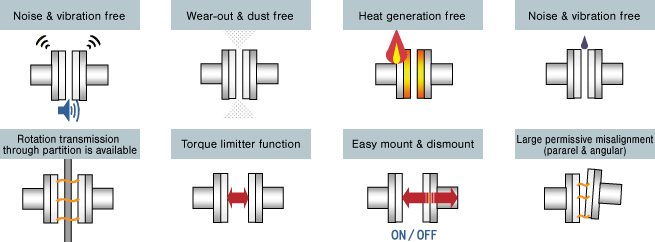 Noise & vibration free
Wear-out & dust free
Heat generation free
Noise & vibration free
Rotation transmission
through partition is available
Torque limitter function
Easy mount & dismount
Large permissive misalignment
(pararel & angular)
ON / OFF